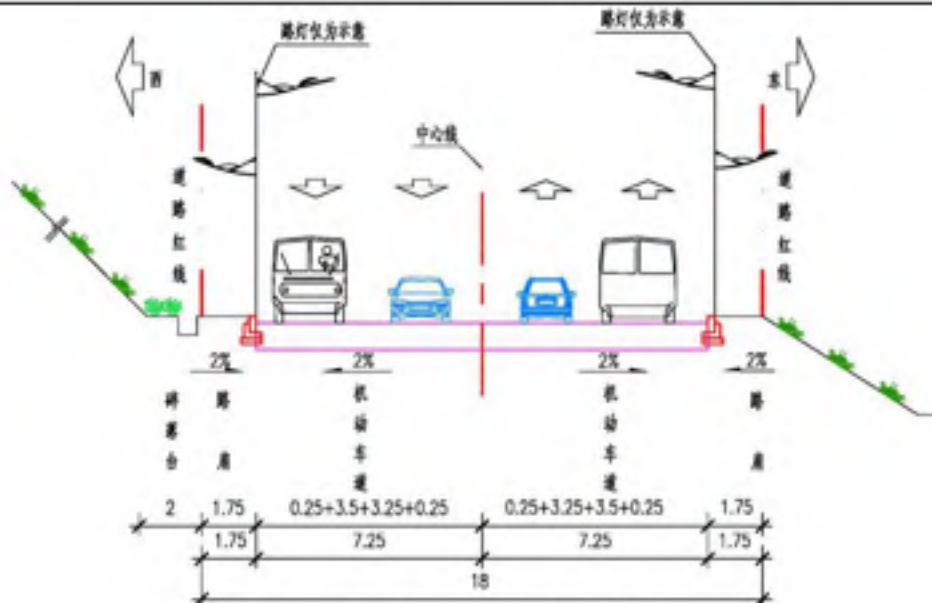 路灯仅为示意
路灯仅为示意
西
东
中心线
道路红线
道路红线
2%
2%
2%
2%
碎落台
路肩
机动车道
机动车道
路肩
2
1.75
0.25+3.5+3.25+0.25
0.25+3.25+3.5+0.25
1.75
1.75
7.25
7.25
1.75
18